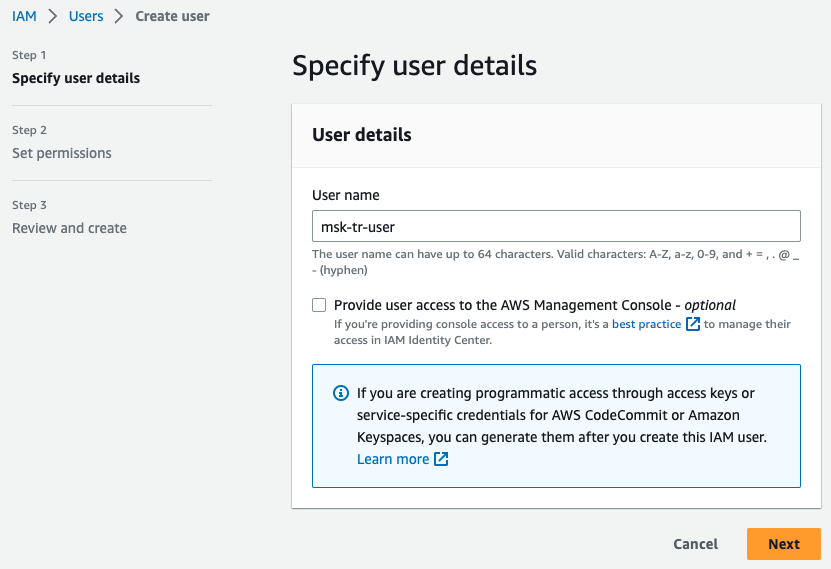 IAM > Users > Create user
Step 1
Specify user details
Step 2
Set permissions
Step 3
Review and create
Specify user details
User details
User name
msk-tr-user
The user name can have up to 64 characters. Valid characters: A-Z, a-z, 0-9, and + = , . @ _
- (hyphen)
Provide user access to the AWS Management Console - optional
If you're providing console access to a person, it's a best practice to manage their
access in IAM Identity Center.
If you are creating programmatic access through access keys or
service-specific credentials for AWS CodeCommit or Amazon
Keyspaces, you can generate them after you create this IAM user.
Learn more
Cancel
Next